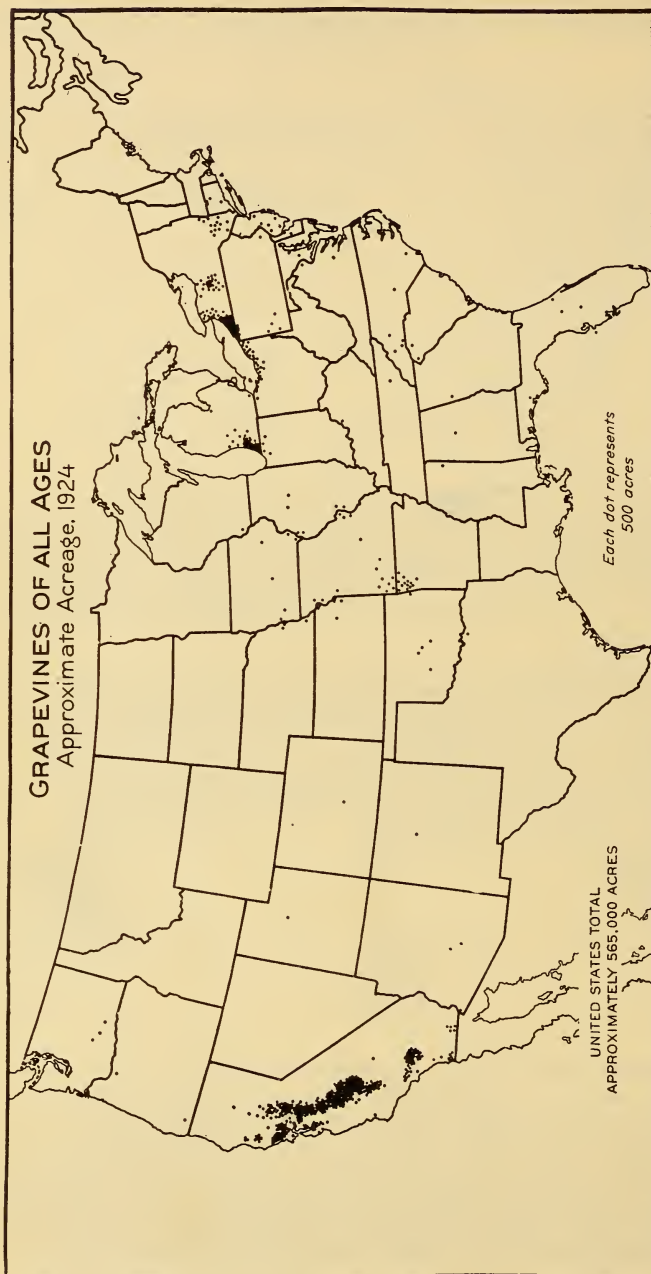 GRAPEVINES OF ALL AGES
Approximate Acreage, 1924
Each dot represents
500 acres
UNITED STATES TOTAL
APPROXIMATELY 565,000 ACRES